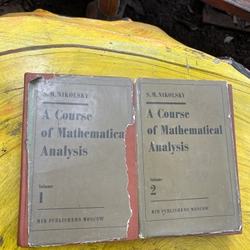 S. M. NIKOLSKY
A Course
of Mathematica
Analysis
Volume
1
MIR PUBLISHERS MOSCOW
S. M. NIKOLSKY
A Course
of Mathematical
Analysis
Volume
2
MIR PUBLISHERS MOSCOW